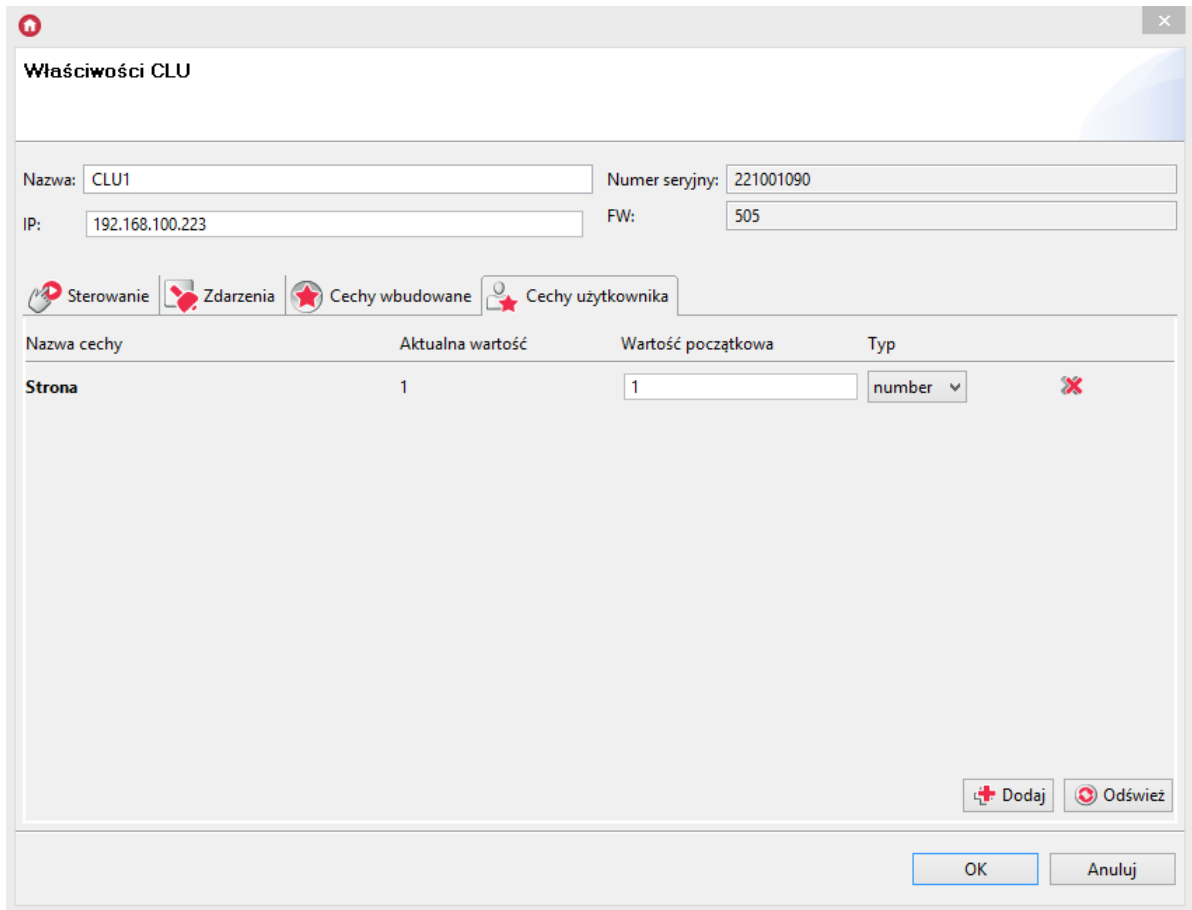 Właściwości CLU
Nazwa: CLU1 Numer seryjny: 221001090
IP: 192.168.100.223 FW: 505
Sterowanie Zdarzenia Cechy wbudowane Cechy użytkownika
Nazwa cechy Aktualna wartość Wartość początkowa Typ
Strona 1 1 number
Dodaj Odśwież
OK Anuluj